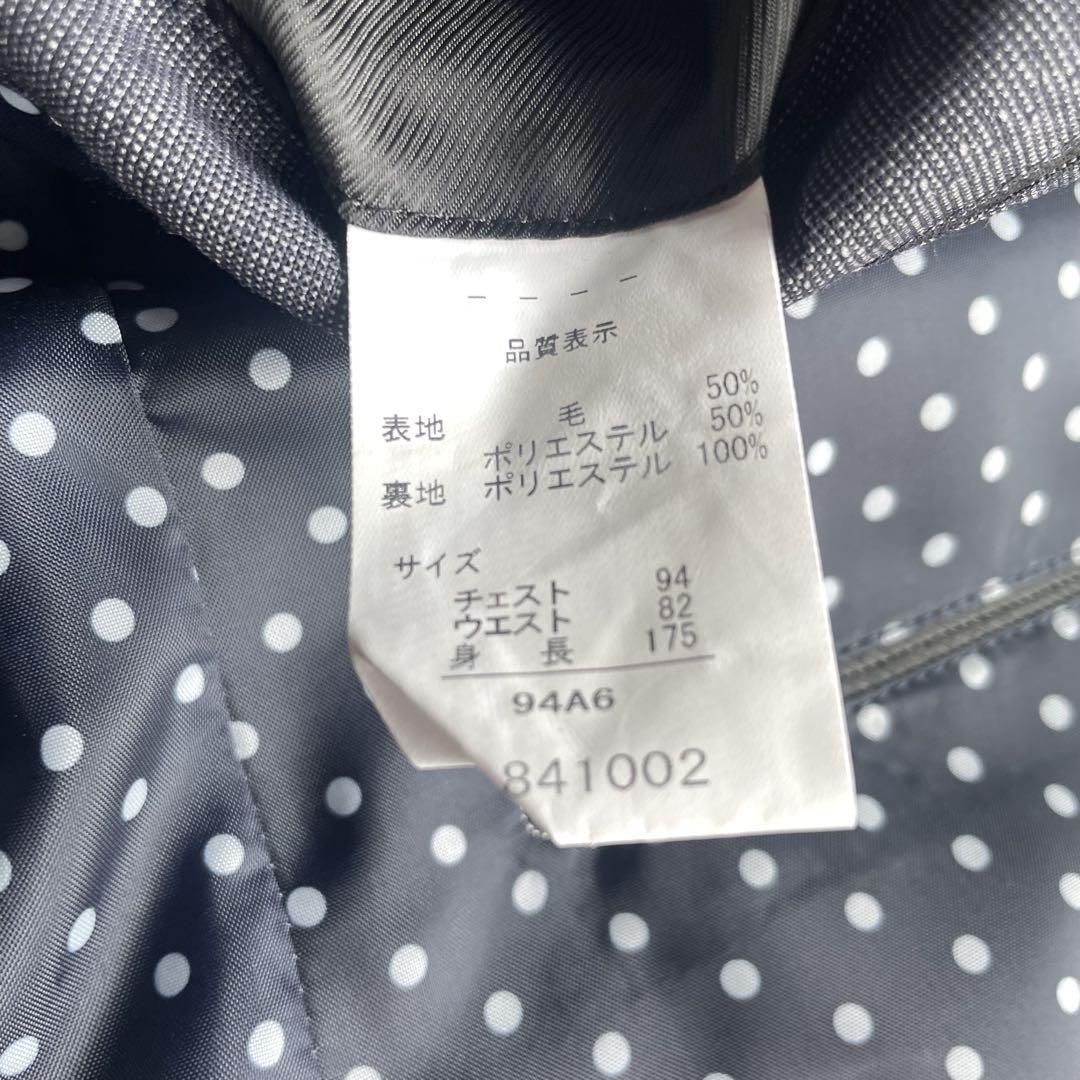 －－－－
品質表示
表地 毛 50%
ポリエステル 50%
裏地 ポリエステル 100%
サイズ
チェスト 94
ウエスト 82
身長 175
94A6
841002